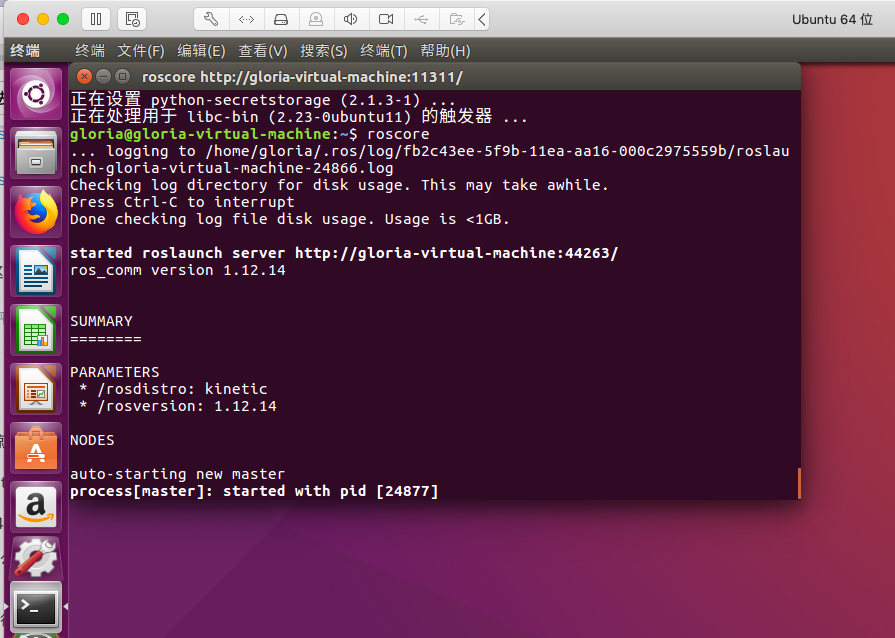 Ubuntu 64 位
终端 终端 文件(F) 编辑(E) 查看(V) 搜索(S) 终端(T) 帮助(H)
roscore http://gloria-virtual-machine:11311/
正在设置 python-secretstorage (2.1.3-1) ...
正在处理用于 libc-bin (2.23-0ubuntu11) 的触发器 ...
gloria@gloria-virtual-machine:~$ roscore
... logging to /home/gloria/.ros/log/fb2c43ee-5f9b-11ea-aa16-000c2975559b/roslau
nch-gloria-virtual-machine-24866.log
Checking log directory for disk usage. This may take awhile.
Press Ctrl-C to interrupt
Done checking log file disk usage. Usage is <1GB.
started roslaunch server http://gloria-virtual-machine:44263/
ros_comm version 1.12.14
SUMMARY
========
PARAMETERS
* /rosdistro: kinetic
* /rosversion: 1.12.14
NODES
auto-starting new master
process[master]: started with pid [24877]